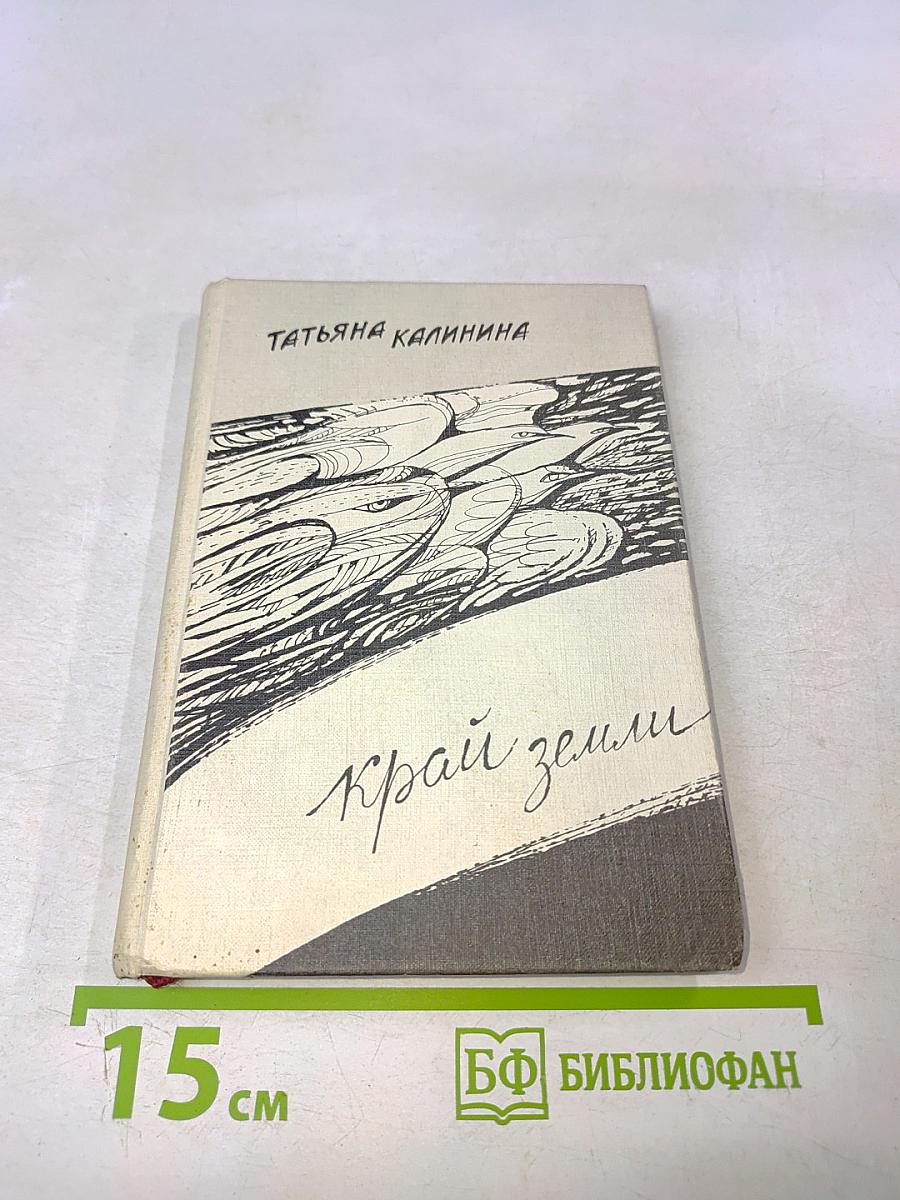 ТАТЬЯНА КАЛИНИНА
край земли
15 см
БФ БИБЛИОФАН